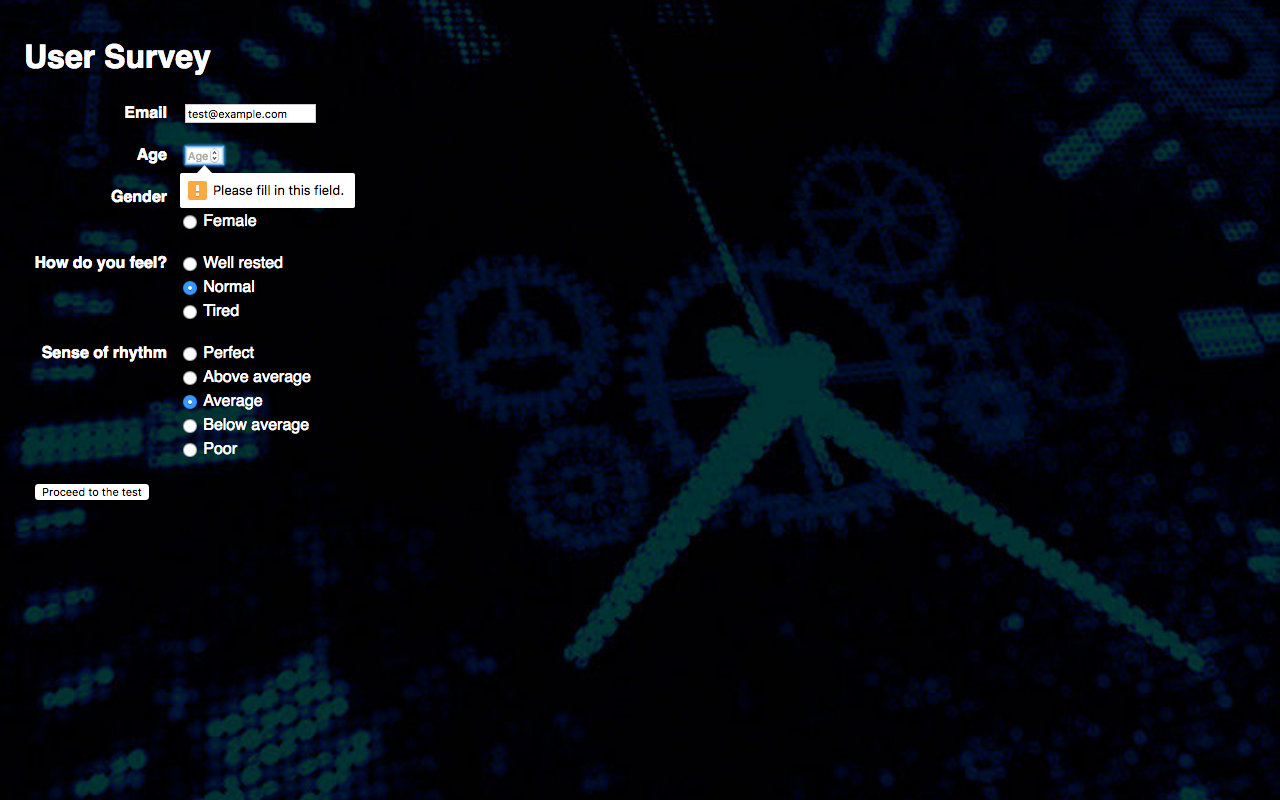 User Survey
Email test@example.com
Age Age
Please fill in this field.
Gender
Female
How do you feel? Well rested
Normal
Tired
Sense of rhythm Perfect
Above average
Average
Below average
Poor
Proceed to the test